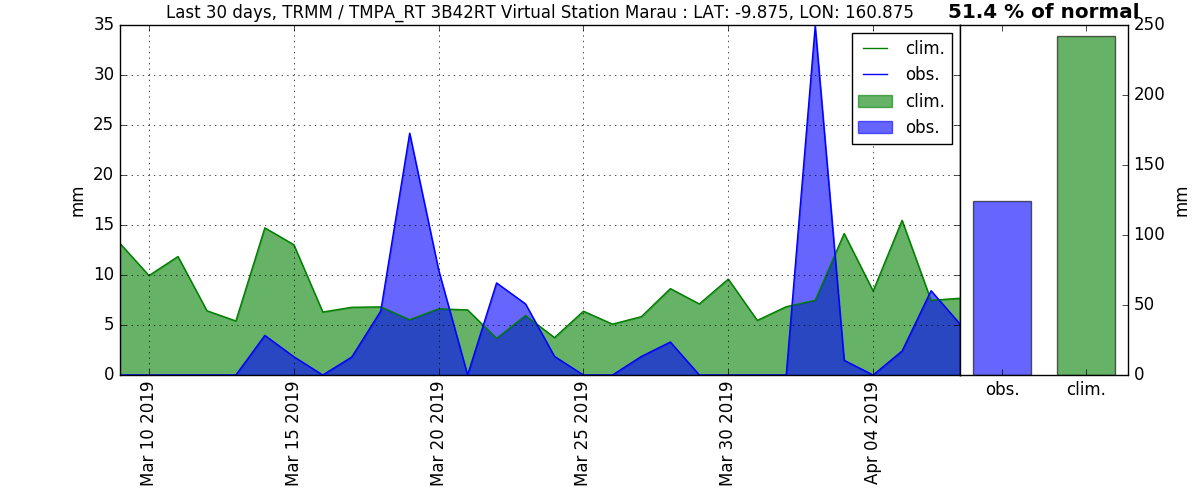 Last 30 days, TRMM / TMPA_RT 3B42RT Virtual Station Marau : LAT: -9.875, LON: 160.875
51.4 % of normal
35
30
25
20
15
10
5
0
mm
clim.
obs.
clim.
obs.
250
200
150
100
50
0
mm
obs.
clim.
Mar 10 2019
Mar 15 2019
Mar 20 2019
Mar 25 2019
Mar 30 2019
Apr 04 2019